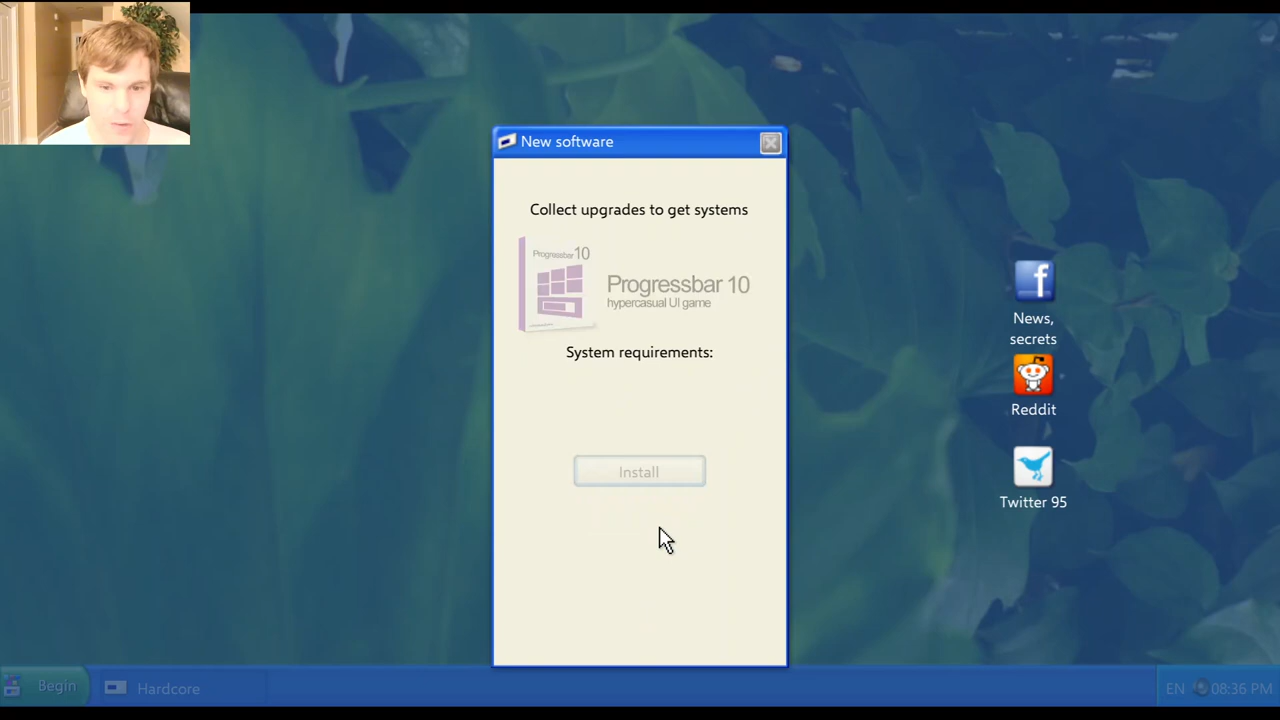 New software
Collect upgrades to get systems
Progressbar 10
Progressbar 10
hypercasual UI game
System requirements:
Install
News,
secrets
Reddit
Twitter 95
Begin
Hardcore
EN
08:36 PM